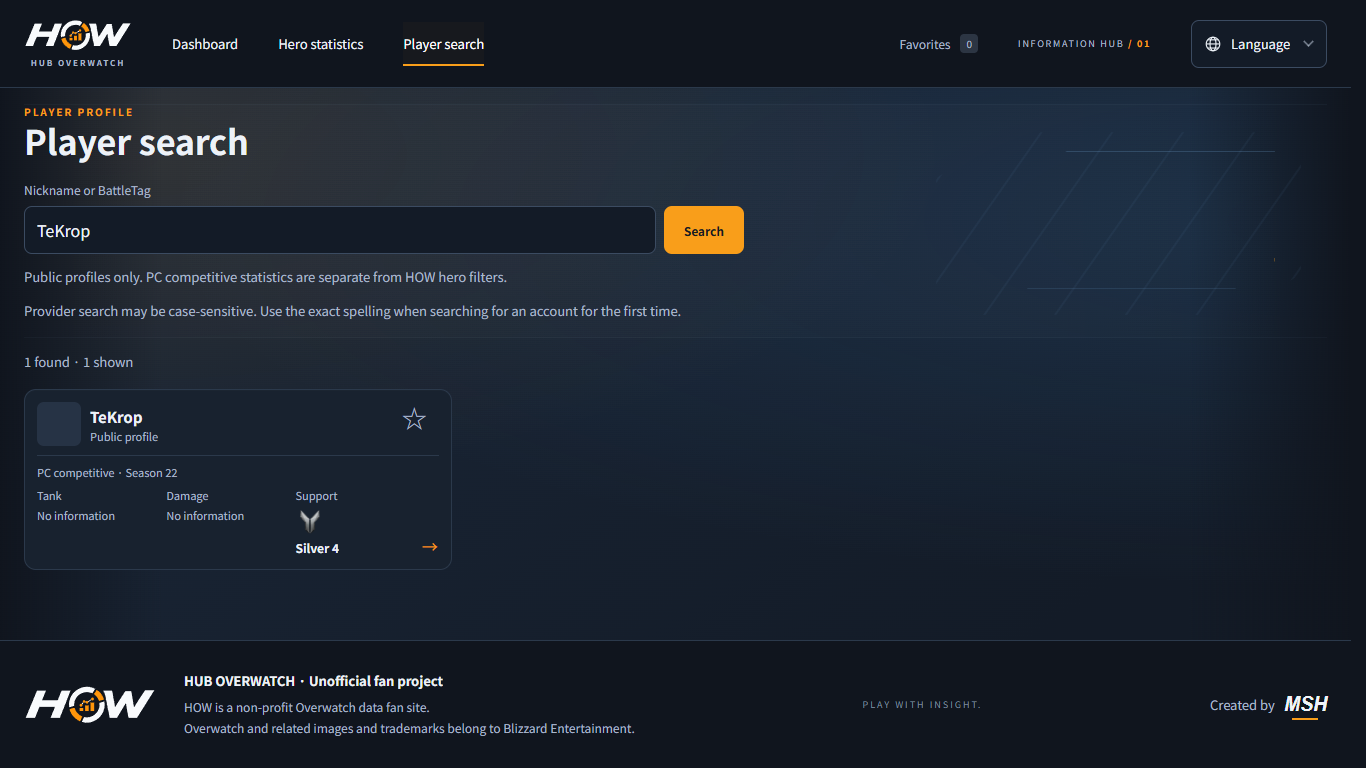 HOW
HUB OVERWATCH
Dashboard
Hero statistics
Player search
Favorites 0
INFORMATION HUB / 01
Language
PLAYER PROFILE
Player search
Nickname or BattleTag
TeKrop
Search
Public profiles only. PC competitive statistics are separate from HOW hero filters.
Provider search may be case-sensitive. Use the exact spelling when searching for an account for the first time.
1 found · 1 shown
TeKrop
Public profile
PC competitive · Season 22
Tank
No information
Damage
No information
Support
Silver 4
HOW
HUB OVERWATCH · Unofficial fan project
HOW is a non-profit Overwatch data fan site.
Overwatch and related images and trademarks belong to Blizzard Entertainment.
PLAY WITH INSIGHT.
Created by MSH